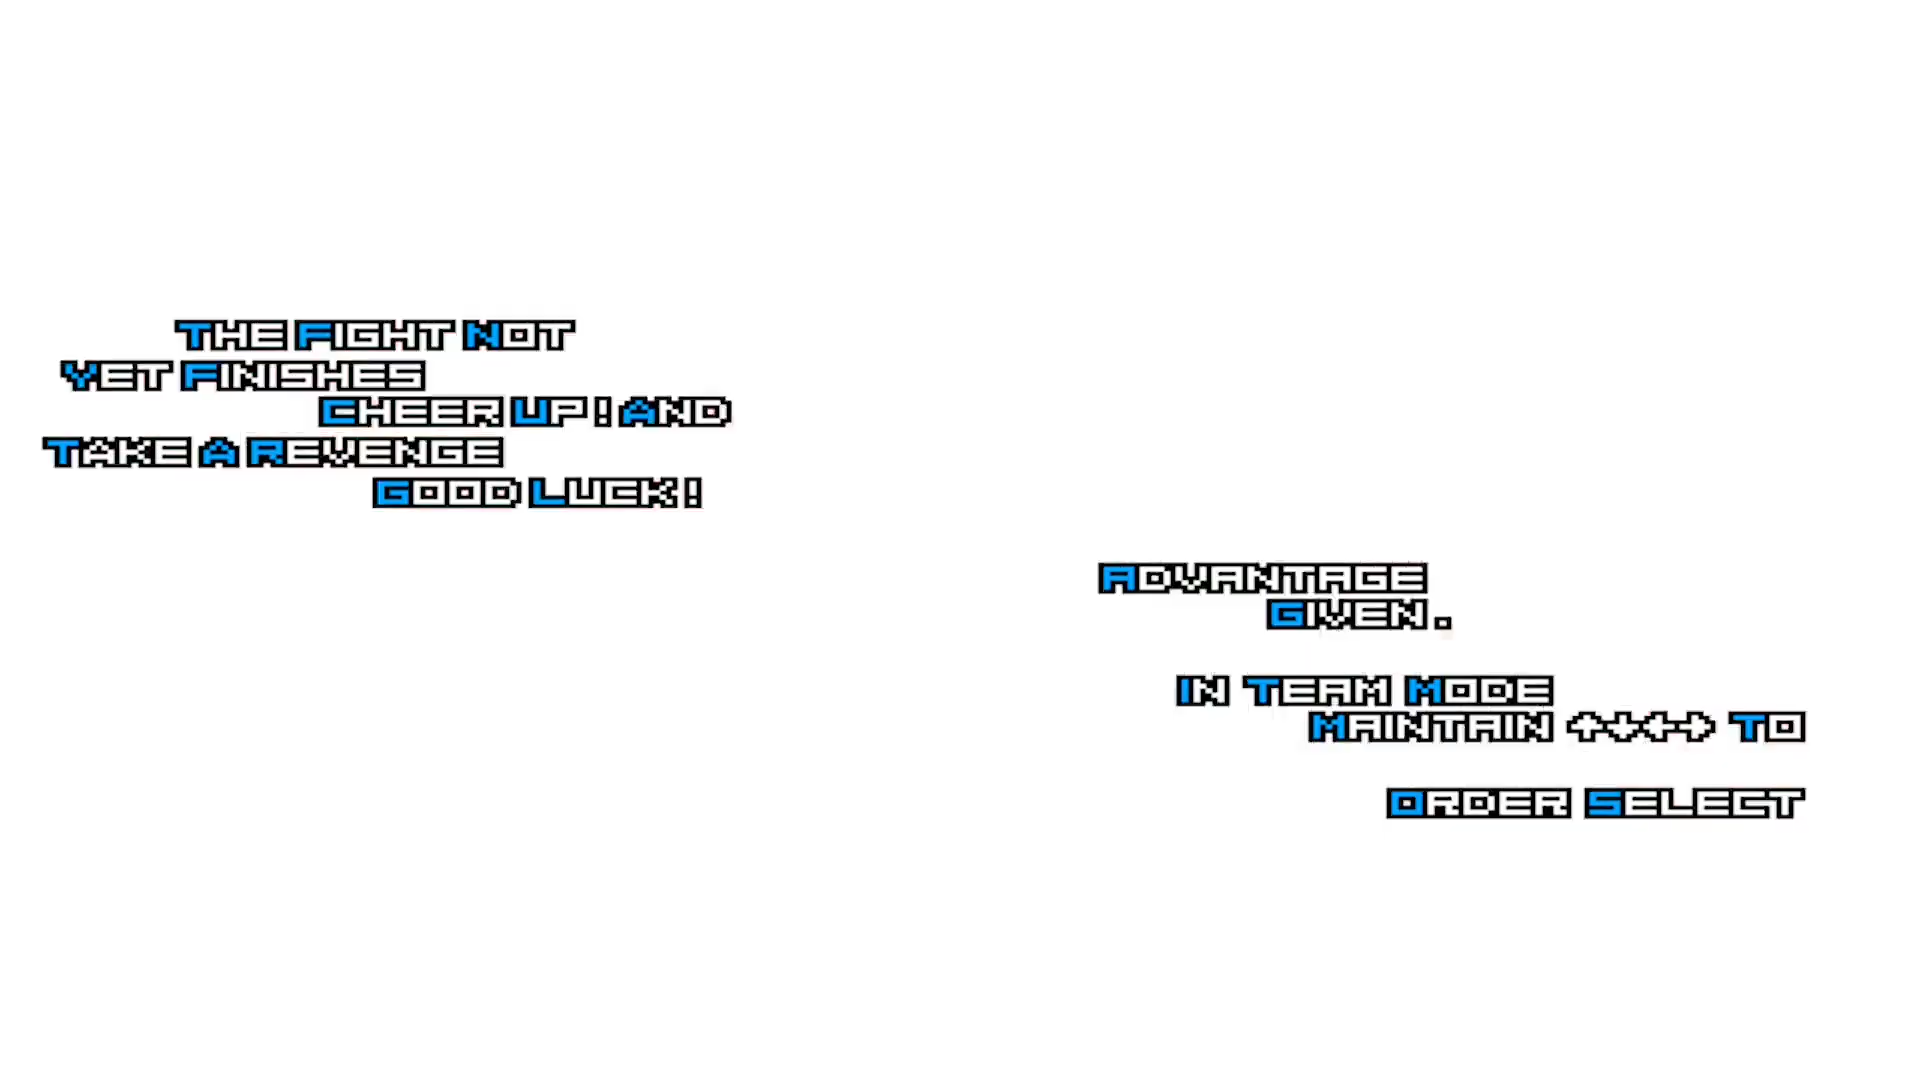 THE FIGHT NOT
YET FINISHES
CHEER UP! AND
TAKE A REVENGE
GOOD LUCK!
ADVANTAGE
GIVEN.
IN TEAM MODE
MAINTAIN ↑↓←→ TO
ORDER SELECT